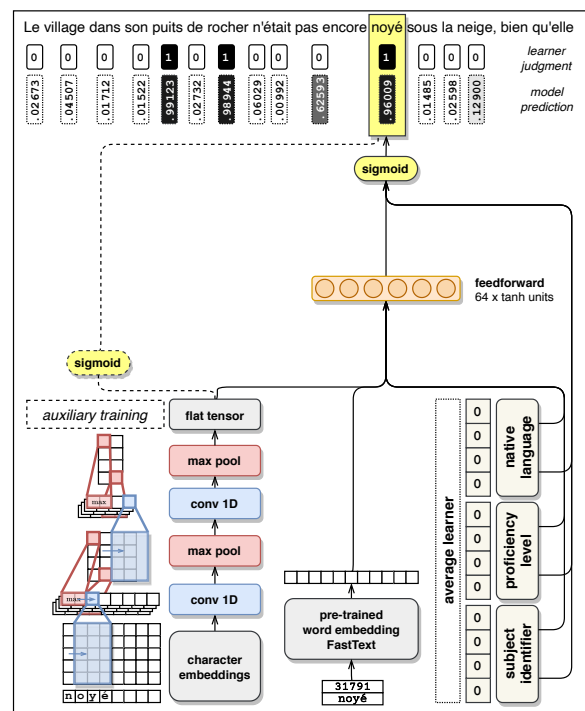 Le village dans son puits de rocher n'était pas encore noyé sous la neige, bien qu'elle
0 0 0 0 1 0 1 0 0 0 1 0 0 0
learner
judgment
.02673 .04507 .01712 .01522 .99123 .02732 .98944 .06029 .00992 .62593 .96009 .01485 .02598 .12900
model
prediction
sigmoid
feedforward
64 x tanh units
sigmoid
auxiliary training
flat tensor
max pool
conv 1D
max pool
conv 1D
character
embeddings
max
max
n o y é
pre-trained
word embedding
FastText
31791
noyé
average learner
0 0 0 0
native
language
0 0 0 0
proficiency
level
0 0 0 0
subject
identifier